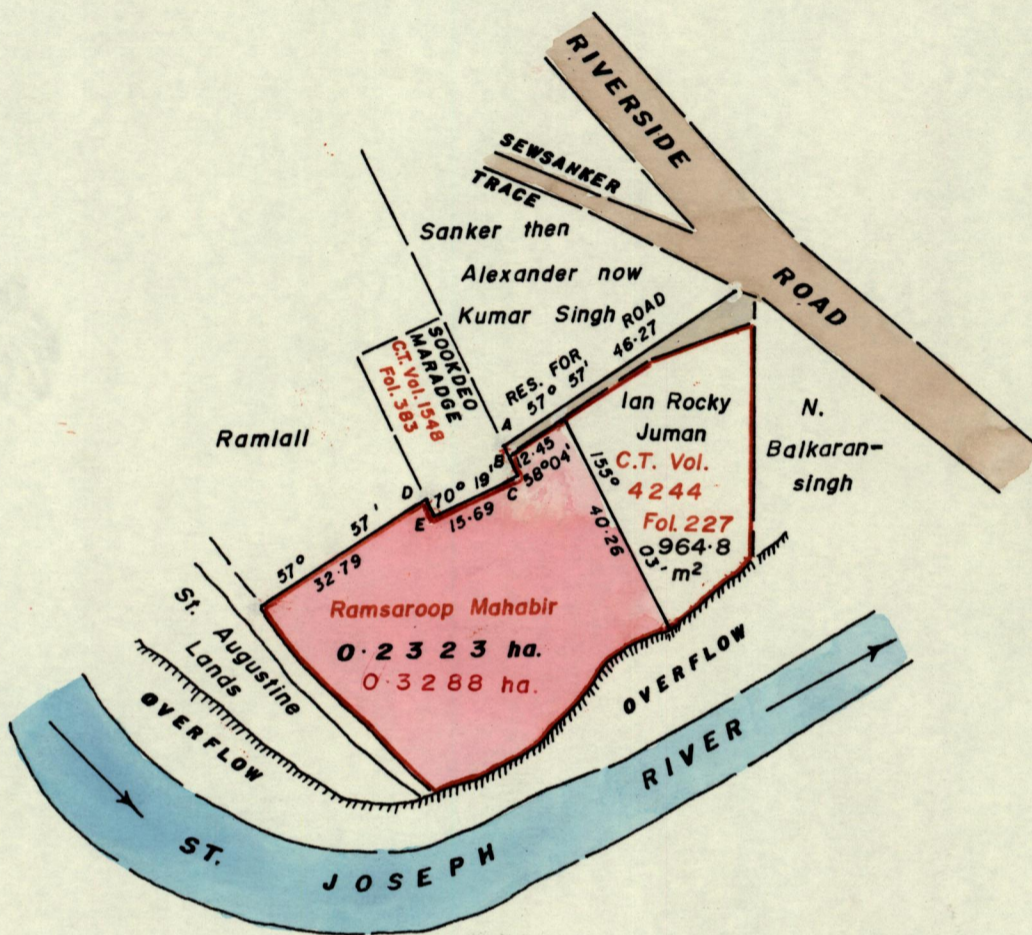 RIVERSIDE
ROAD
SEWSANKER
TRACE
Sanker then
Alexander now
Kumar Singh
RES. FOR ROAD
57° 57' 46·27
SOOKDEO
MARADGE
C.T. Vol. 1548
Fol. 383
Ramlall
A
B
12·45
58°04'
C
D
70° 19'
E
15·69
57° 57'
32·79
155° 03'
40·26
Ian Rocky
Juman
C.T. Vol.
4244
Fol. 227
964·8
m²
N.
Balkaran-
singh
Ramsaroop Mahabir
0·2323 ha.
0·3288 ha.
St. Augustine
Lands
OVERFLOW
OVERFLOW
ST. JOSEPH RIVER